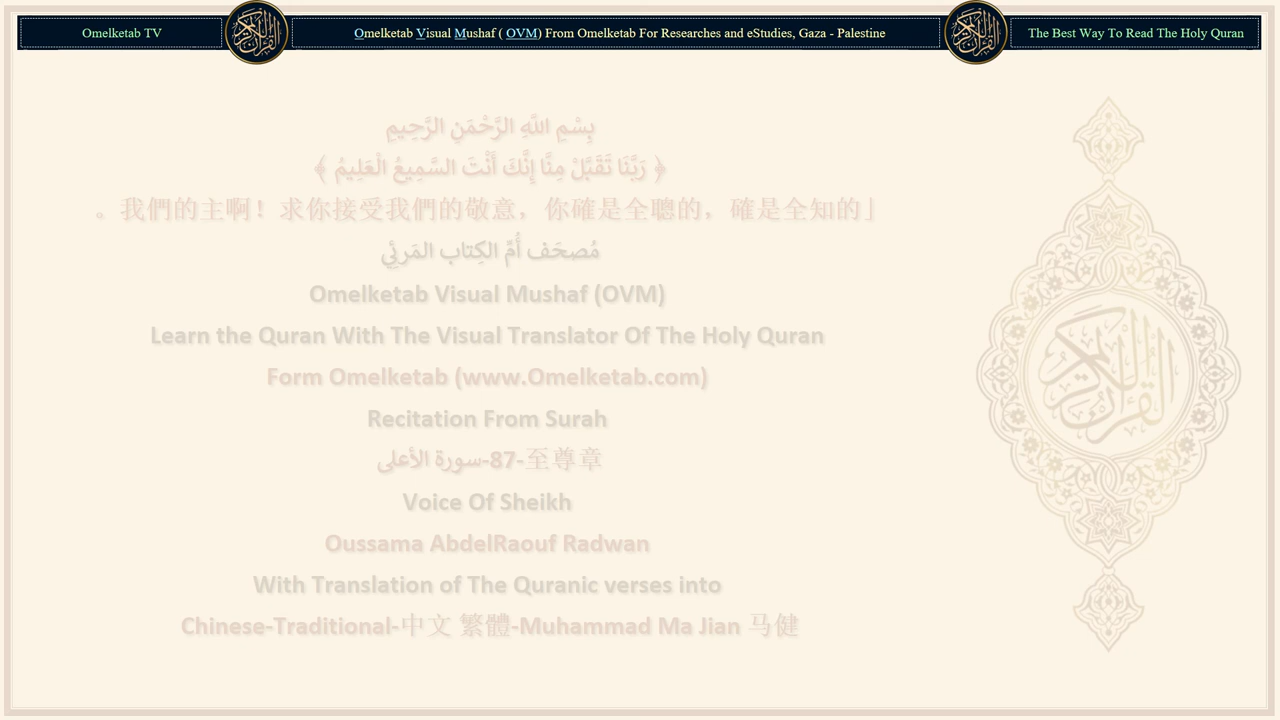 Omelketab TV
Omelketab Visual Mushaf ( OVM) From Omelketab For Researches and eStudies, Gaza - Palestine
The Best Way To Read The Holy Quran
بِسْمِ اللَّهِ الرَّحْمَنِ الرَّحِيمِ
﴿ رَبَّنَا تَقَبَّلْ مِنَّا إِنَّكَ أَنْتَ السَّمِيعُ الْعَلِيمُ ﴾
。我們的主啊！求你接受我們的敬意，你確是全聰的，確是全知的」
مُصحَف أُمِّ الكِتاب المَرئِي
Omelketab Visual Mushaf (OVM)
Learn the Quran With The Visual Translator Of The Holy Quran
Form Omelketab (www.Omelketab.com)
Recitation From Surah
سورة الأعلى-87-至尊章
Voice Of Sheikh
Oussama AbdelRaouf Radwan
With Translation of The Quranic verses into
Chinese-Traditional-中文 繁體-Muhammad Ma Jian 马健